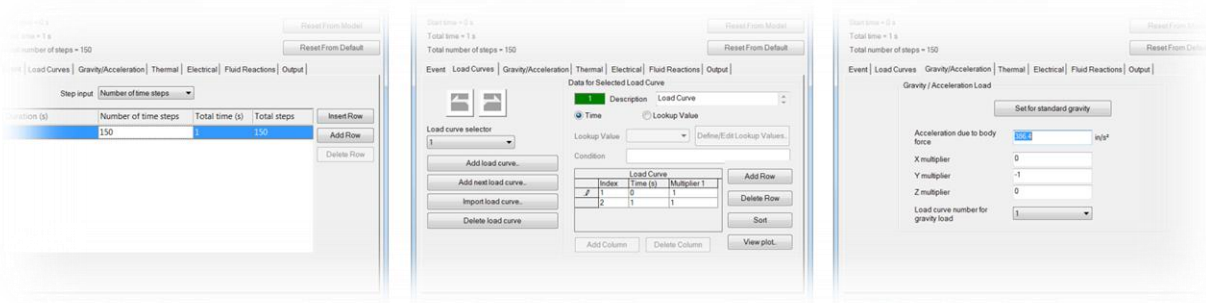 Total time = 1 s
number of steps = 150
Reset From Model
Reset From Default
Load Curves
Gravity/Acceleration
Thermal
Electrical
Fluid Reactions
Output
Step input
Number of time steps
(s)
Number of time steps
Total time (s)
Total steps
150
1
150
Insert Row
Add Row
Delete Row
Start time = 0 s
Total time = 1 s
Total number of steps = 150
Reset From Model
Reset From Default
Event
Load Curves
Gravity/Acceleration
Thermal
Electrical
Fluid Reactions
Output
Load curve selector
1
Add load curve..
Add next load curve..
Import load curve..
Delete load curve
Data for Selected Load Curve
1
Description
Load Curve
Time
Lookup Value
Lookup Value
Define/Edit Lookup Values..
Condition
Load Curve
Index
Time (s)
Multiplier 1
1
0
1
2
1
1
Add Row
Delete Row
Sort
View plot..
Add Column
Delete Column
Start time = 0 s
Total time = 1 s
Total number of steps = 150
Reset From
Reset From
Event
Load Curves
Gravity/Acceleration
Thermal
Electrical
Fluid Reactions
Output
Gravity / Acceleration Load
Set for standard gravity
Acceleration due to body
force
386.4
in/s²
X multiplier
0
Y multiplier
-1
Z multiplier
0
Load curve number for
gravity load
1